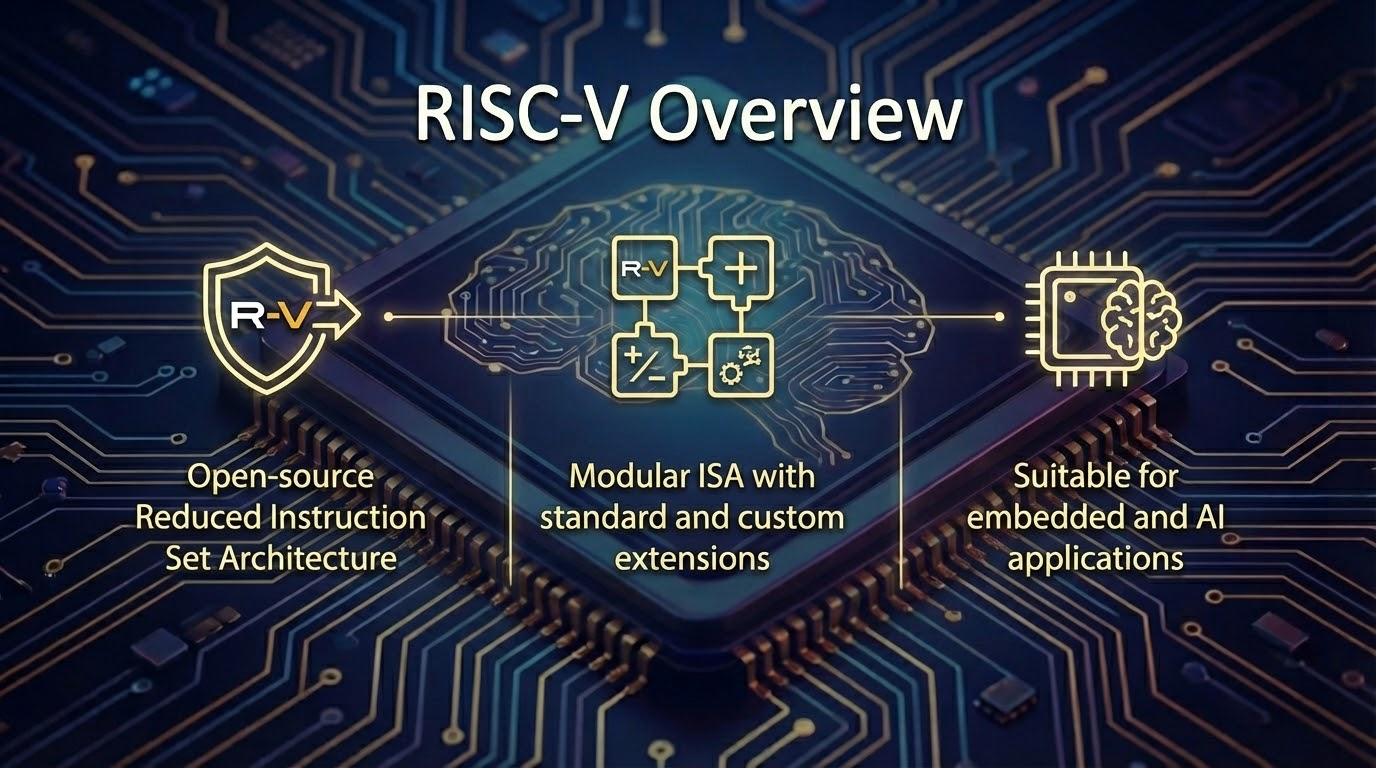 RISC-V Overview
R-V
R-V
Open-source
Reduced Instruction
Set Architecture
Modular ISA with
standard and custom
extensions
Suitable for
embedded and AI
applications